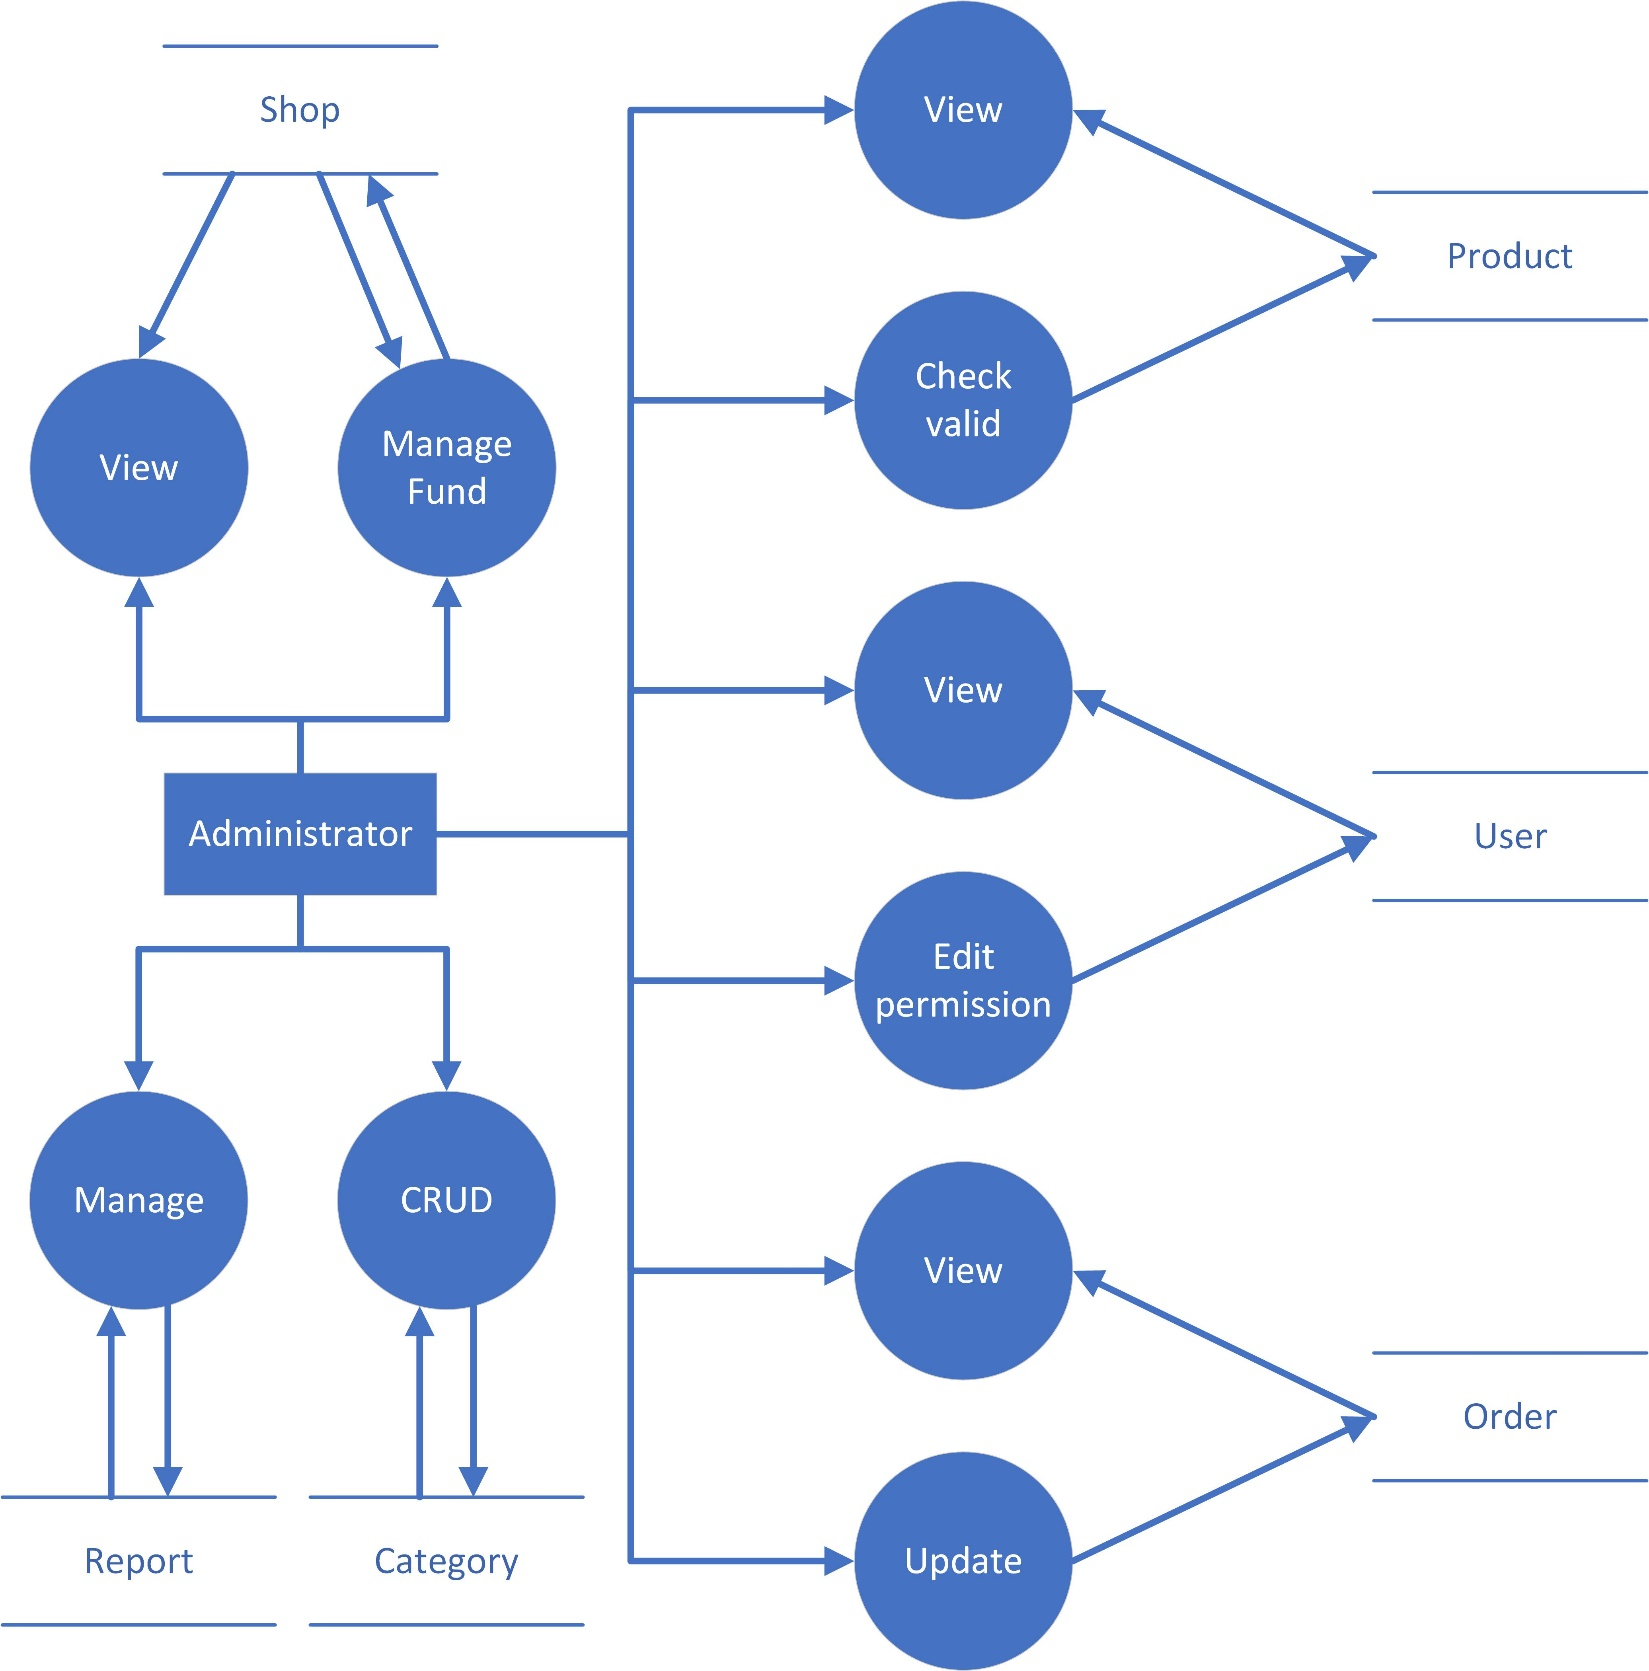 Shop
View
Product
Check
valid
View
Manage
Fund
View
Administrator
User
Edit
permission
Manage
CRUD
View
Order
Report
Category
Update